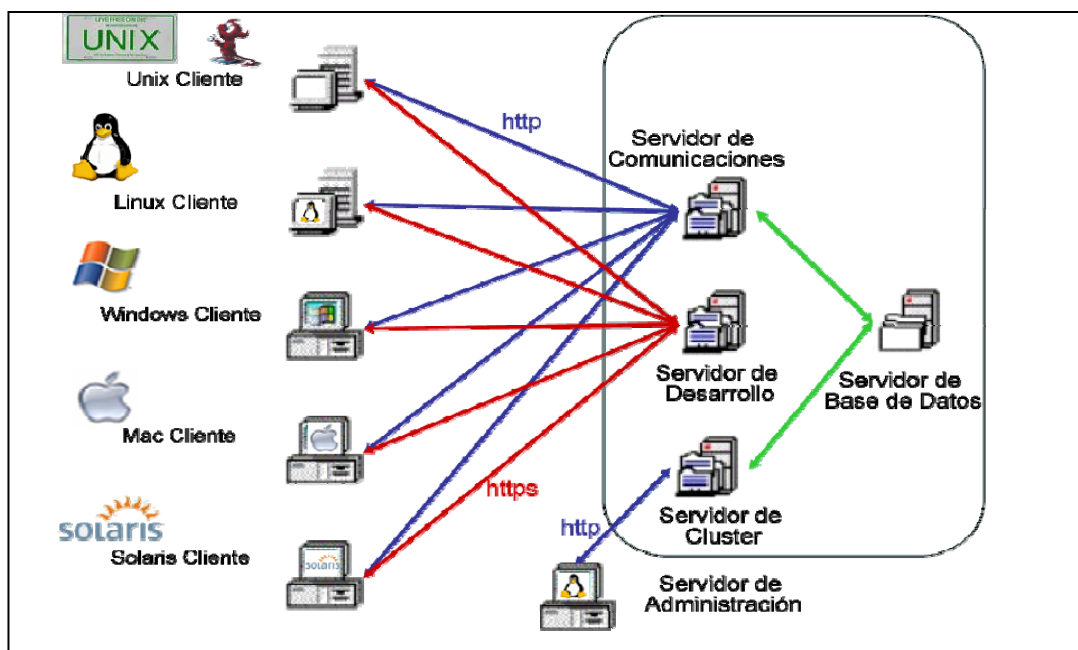 UNIX
Unix Cliente
http
Servidor de
Comunicaciones
Linux Cliente
Windows Cliente
Servidor de
Desarrollo
Servidor de
Base de Datos
Mac Cliente
https
solaris
Solaris Cliente
solaris
http
Servidor de
Cluster
Servidor de
Administración